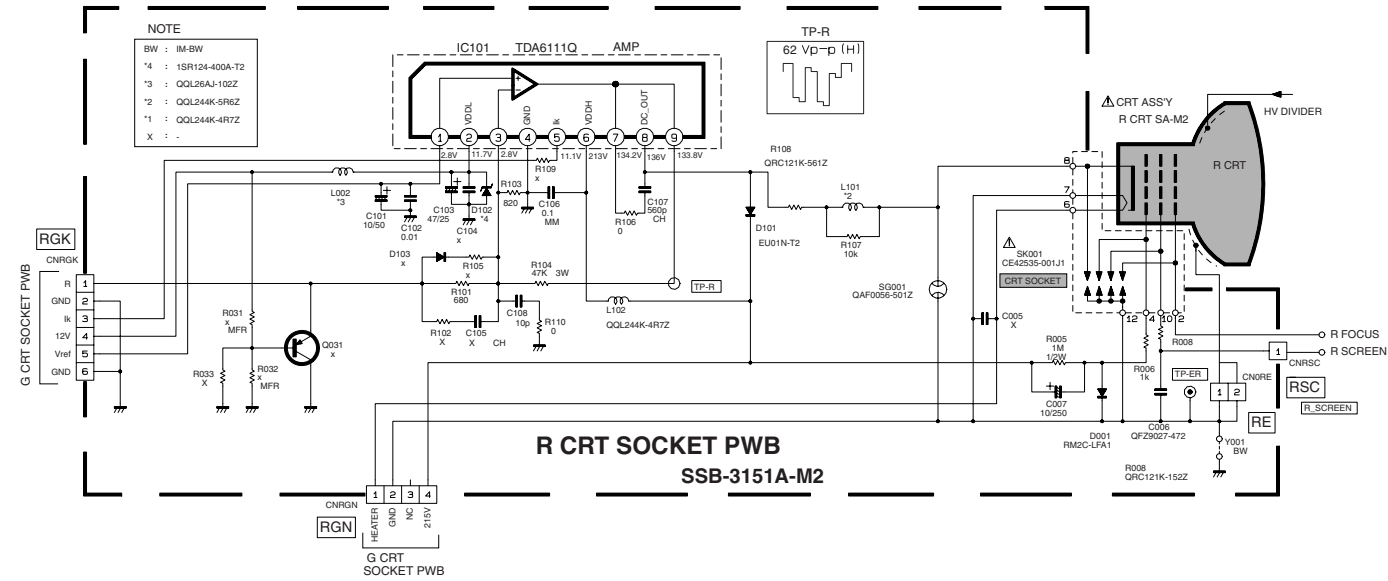 NOTE
BW : IM-BW
*4 : 1SR124-400A-T2
*3 : QQL26AJ-102Z
*2 : QQL244K-5R6Z
*1 : QQL244K-4R7Z
X : -
IC101 TDA6111Q AMP
VDDL
GND
Ik
VDDH
DC_OUT
1 2 3 4 5 6 7 8 9
2.8V 11.7V 2.8V 11.1V 213V 134.2V 136V 133.8V
TP-R
62 Vp-p (H)
CRT ASS'Y
R CRT SA-M2
HV DIVIDER
R CRT
R108
QRC121K-561Z
R109
x
L002
*3
C101
10/50
C102
0.01
C103
47/25
D102
*4
C104
x
R103
820
C106
0.1
MM
R106
0
C107
560p
CH
D101
EU01N-T2
L101
*2
R107
10k
8
7
6
SK001
CE42535-001J1
CRT SOCKET
SG001
QAF0056-501Z
RGK
CNRGK
G CRT SOCKET PWB
R 1
GND 2
Ik 3
12V 4
Vref 5
GND 6
D103
x
R105
x
R101
680
R104
47K 3W
TP-R
R102
X
C105
X
CH
C108
10p
R110
0
L102
QQL244K-4R7Z
R031
x
MFR
Q031
x
R033
X
R032
x
MFR
C005
X
12 4 10 2
R005
1M
1/2W
R006
1k
R008
R FOCUS
R SCREEN
1
CNRSC
RSC
R_SCREEN
TP-ER
CN0RE
1 2
RE
C007
10/250
D001
RM2C-LFA1
C006
QFZ9027-472
Y001
BW
R008
QRC121K-152Z
R CRT SOCKET PWB
SSB-3151A-M2
CNRGN
1 2 3 4
RGN
HEATER
GND
NC
215V
G CRT
SOCKET PWB